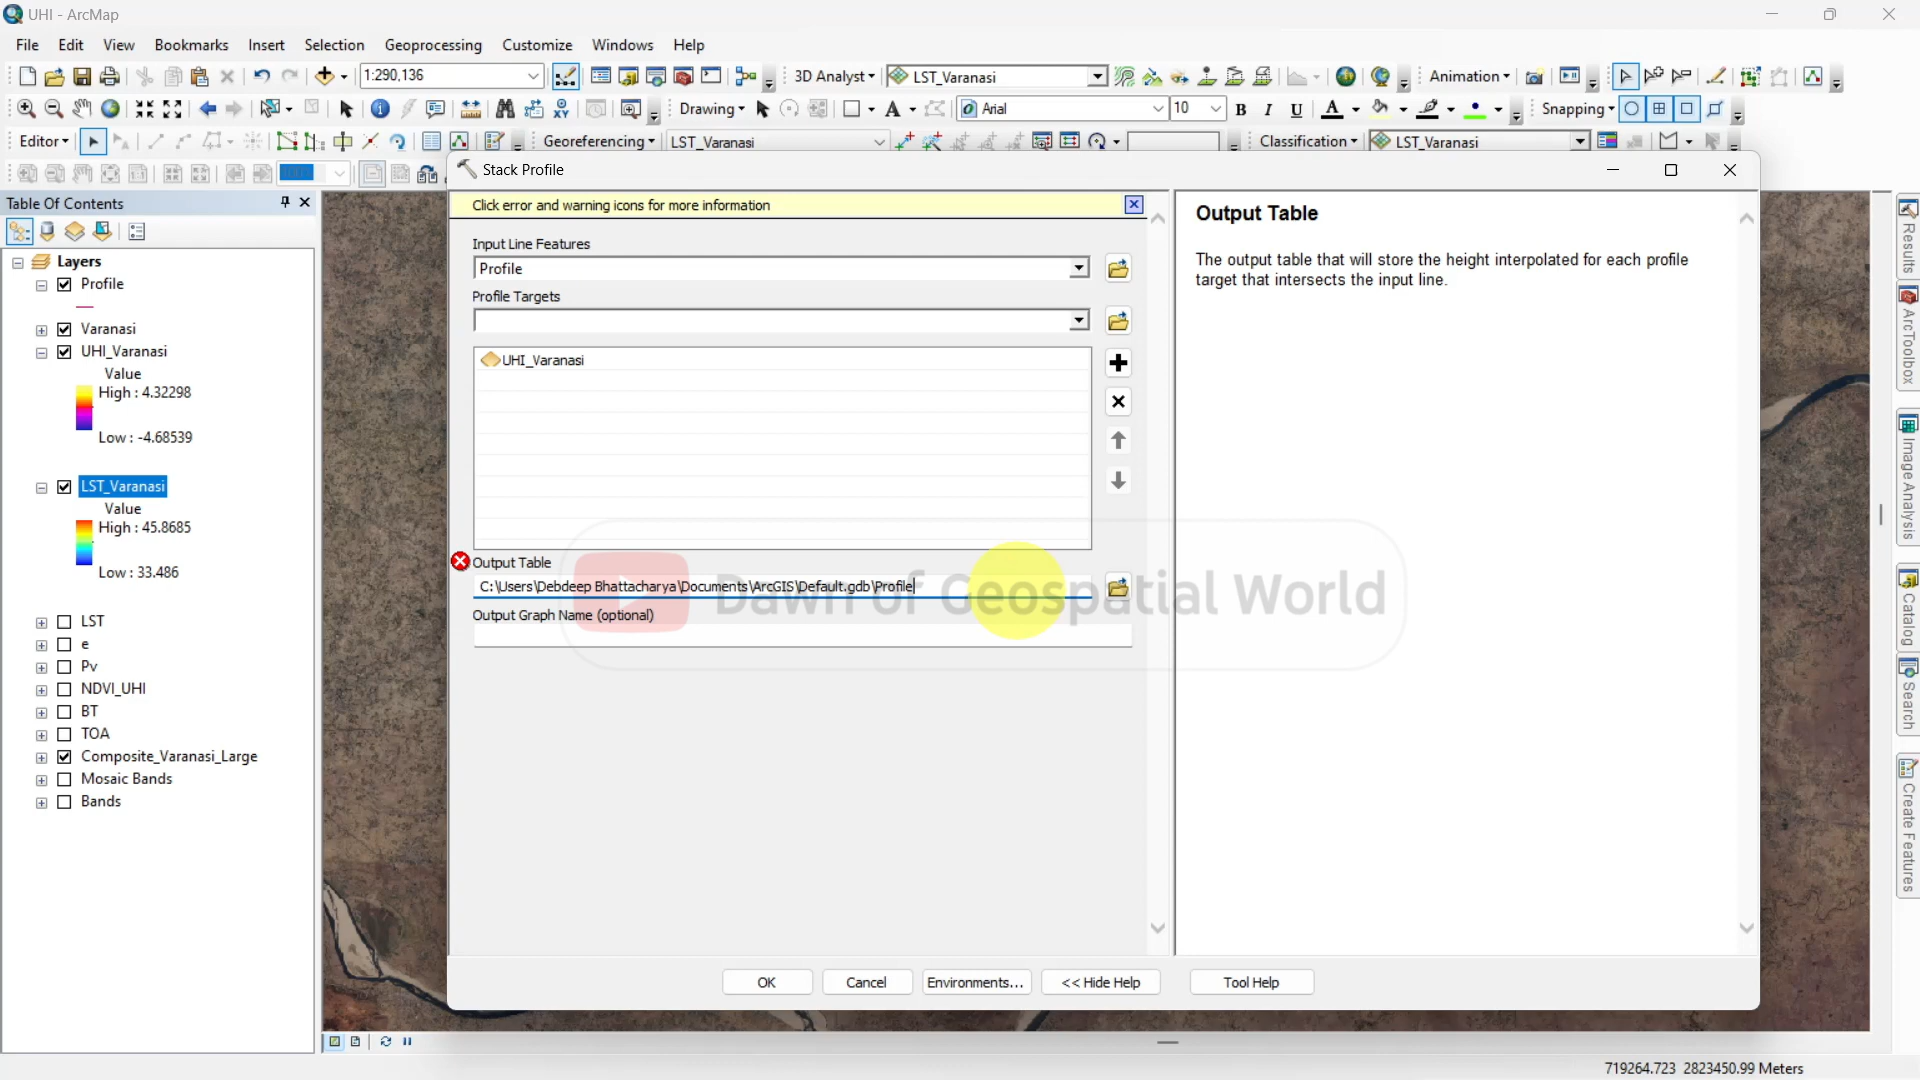 UHI - ArcMap
File Edit View Bookmarks Insert Selection Geoprocessing Customize Windows Help
1:290,136 3D Analyst LST_Varanasi Animation
Drawing A Arial 10 B I U A Snapping
Editor Georeferencing LST_Varanasi Classification LST_Varanasi
Stack Profile
Table Of Contents
Layers
Profile
Varanasi
UHI_Varanasi
Value
High : 4.32298
Low : -4.68539
LST_Varanasi
Value
High : 45.8685
Low : 33.486
LST
e
Pv
NDVI_UHI
BT
TOA
Composite_Varanasi_Large
Mosaic Bands
Bands
Click error and warning icons for more information
Input Line Features
Profile
Profile Targets
UHI_Varanasi
Output Table
C:\Users\Debdeep Bhattacharya\Documents\ArcGIS\Default.gdb\Profile
Output Graph Name (optional)
Dawn of Geospatial World
OK Cancel Environments... << Hide Help Tool Help
Output Table
The output table that will store the height interpolated for each profile
target that intersects the input line.
Results
ArcToolbox
Image Analysis
Catalog
Search
Create Features
719264.723 2823450.99 Meters